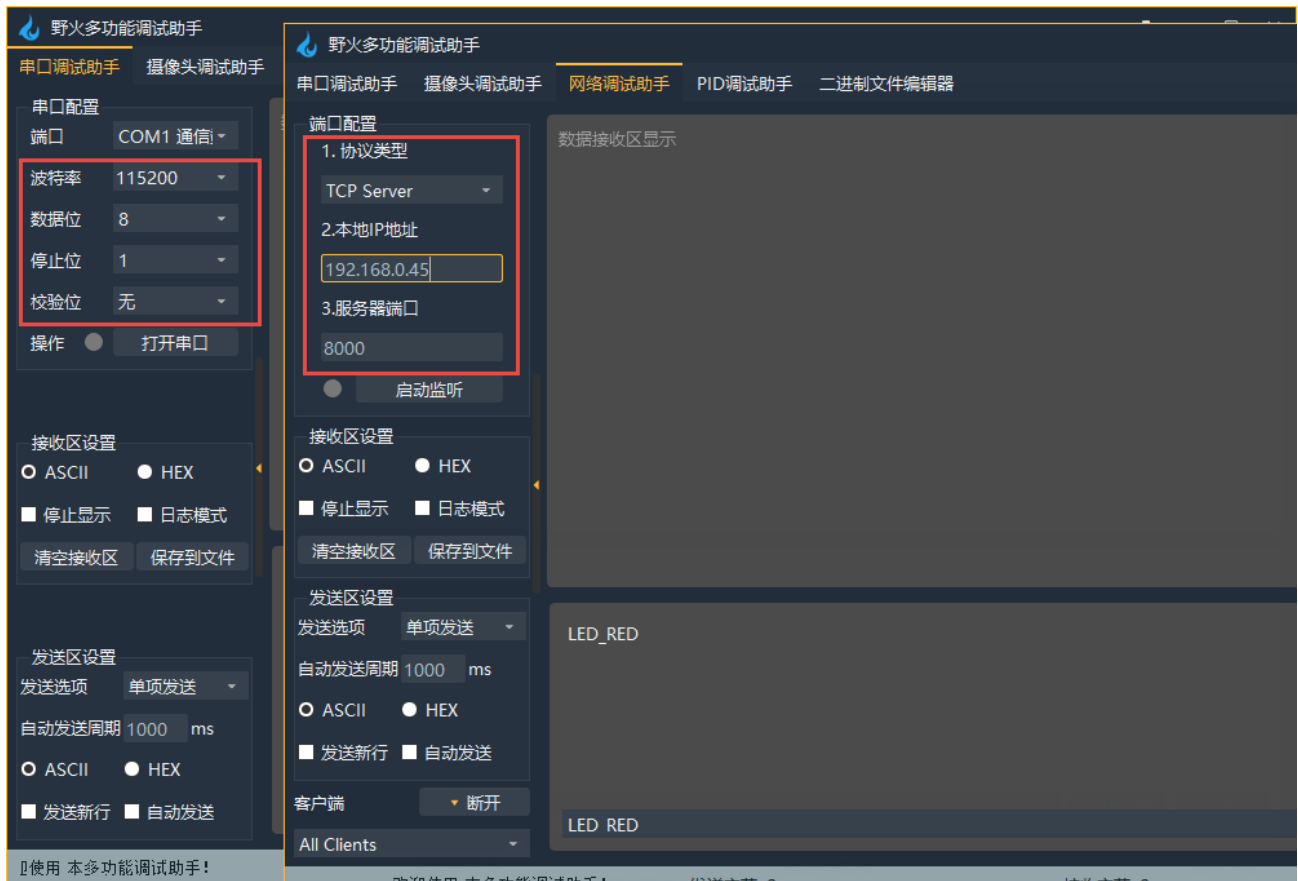 野火多功能调试助手
串口调试助手 摄像头调试助手
串口配置
端口 COM1 通信
波特率 115200
数据位 8
停止位 1
校验位 无
操作 打开串口
接收区设置
ASCII HEX
停止显示 日志模式
清空接收区 保存到文件
发送区设置
发送选项 单项发送
自动发送周期 1000 ms
ASCII HEX
发送新行 自动发送
使用 本多功能调试助手!
野火多功能调试助手
串口调试助手 摄像头调试助手 网络调试助手 PID调试助手 二进制文件编辑器
端口配置
1. 协议类型
TCP Server
2.本地IP地址
192.168.0.45
3.服务器端口
8000
启动监听
数据接收区显示
接收区设置
ASCII HEX
停止显示 日志模式
清空接收区 保存到文件
发送区设置
发送选项 单项发送
自动发送周期 1000 ms
ASCII HEX
发送新行 自动发送
客户端 断开
All Clients
LED_RED
LED RED